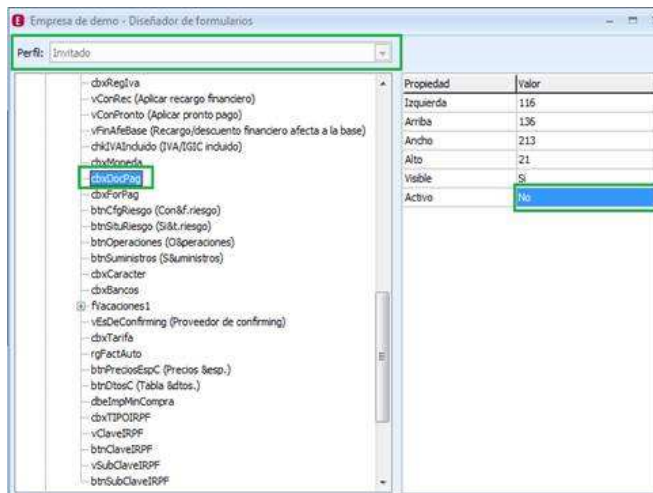 Empresa de demo - Diseñador de formularios
Perfil: Invitado
cbxRegIva
vConRec (Aplicar recargo financiero)
vConPronto (Aplicar pronto pago)
vFinAfeBase (Recargo/descuento financiero afecta a la base)
chkIVAIncluido (IVA/IGIC incluido)
cbxMoneda
cbxDocPag
cbxForPag
btnCfgRiesgo (Con&f.riesgo)
btnSituRiesgo (Si&t.riesgo)
btnOperaciones (O&peraciones)
btnSuministros (S&uministros)
cbxCaracter
cbxBancos
fVacaciones1
vEsDeConfirming (Proveedor de confirming)
cbxTarifa
rgFactAuto
btnPreciosEspC (Precios &esp.)
btnDtosC (Tabla &dtos.)
dbeImpMinCompra
cbxTIPOIRPF
vClaveIRPF
btnClaveIRPF
vSubClaveIRPF
btnSubClaveIRPF
Propiedad Valor
Izquierda 116
Arriba 136
Ancho 213
Alto 21
Visible Si
Activo No